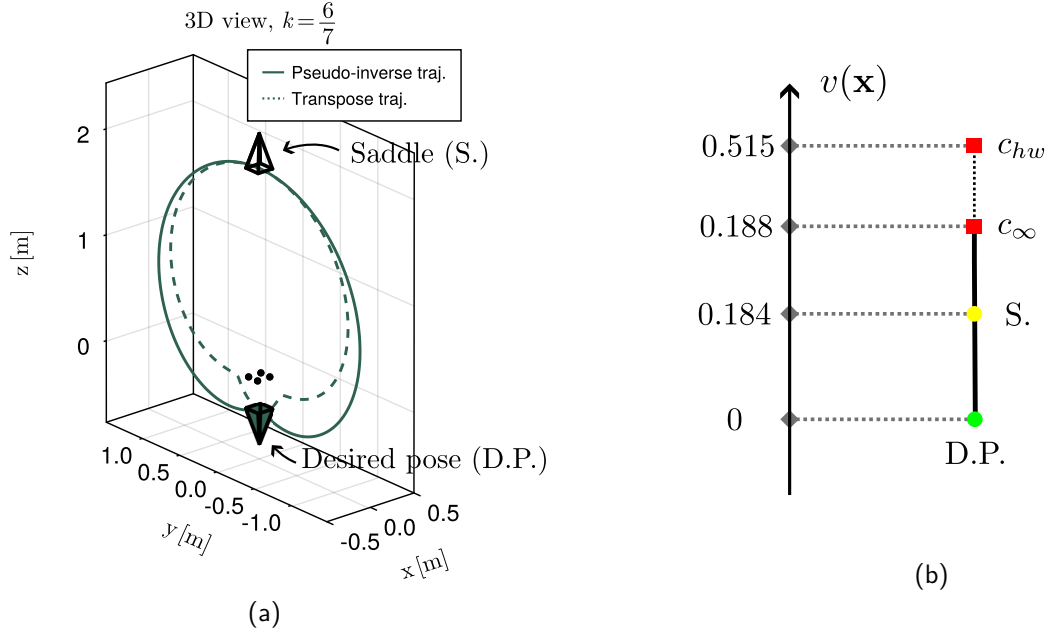 3D view, k = 6/7
Pseudo-inverse traj.
Transpose traj.
Saddle (S.)
2
1
0
z [m]
Desired pose (D.P.)
1.0
0.5
0.0
-0.5
-1.0
y [m]
-0.5
0.0
0.5
x [m]
(a)
v(x)
0.515
c_{hw}
0.188
c_∞
0.184
S.
0
D.P.
(b)